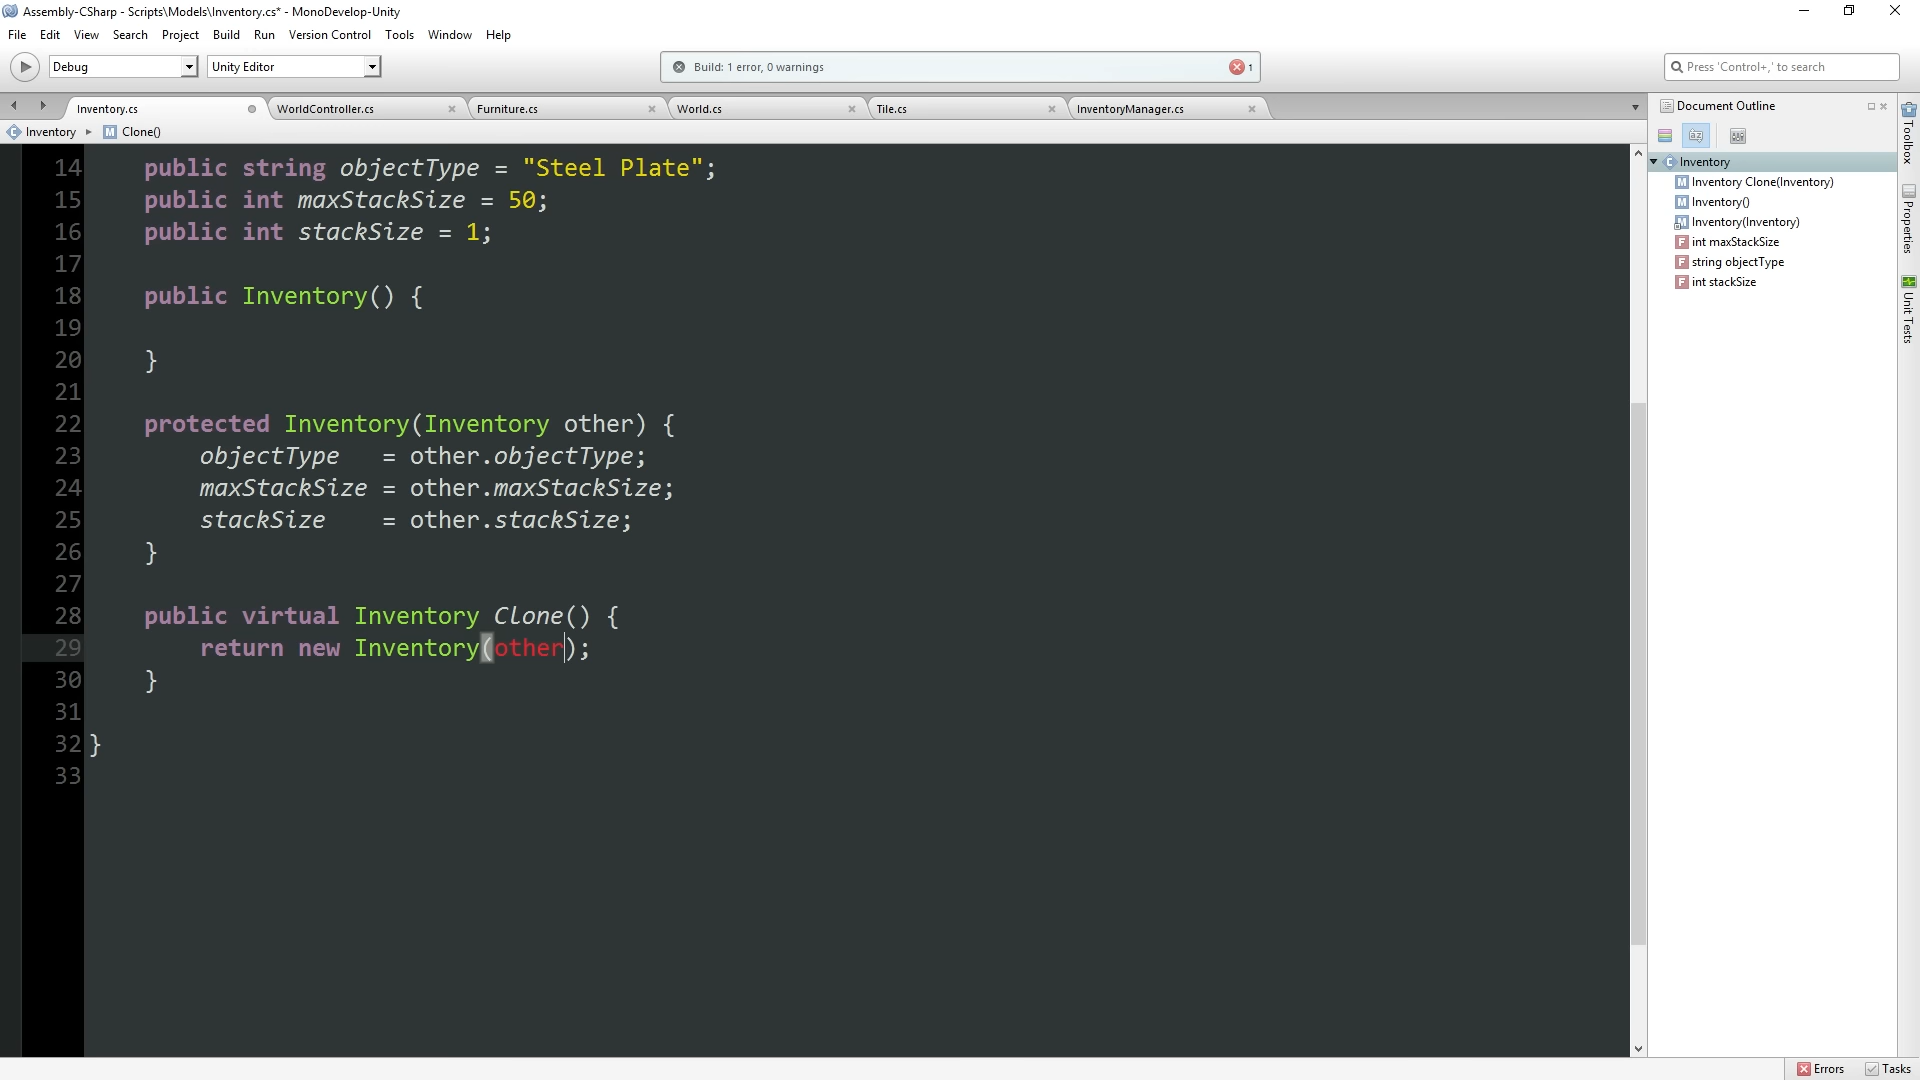 Assembly-CSharp - Scripts\Models\Inventory.cs* - MonoDevelop-Unity
File Edit View Search Project Build Run Version Control Tools Window Help
Debug Unity Editor Build: 1 error, 0 warnings 1 Press 'Control+,' to search
Inventory.cs WorldController.cs Furniture.cs World.cs Tile.cs InventoryManager.cs
Inventory Clone()
14 public string objectType = "Steel Plate";
15 public int maxStackSize = 50;
16 public int stackSize = 1;
17
18 public Inventory() {
19
20 }
21
22 protected Inventory(Inventory other) {
23 objectType = other.objectType;
24 maxStackSize = other.maxStackSize;
25 stackSize = other.stackSize;
26 }
27
28 public virtual Inventory Clone() {
29 return new Inventory(other);
30 }
31
32 }
33
Document Outline
Inventory
Inventory Clone(Inventory)
Inventory()
Inventory(Inventory)
int maxStackSize
string objectType
int stackSize
Toolbox
Properties
Unit Tests
Errors Tasks